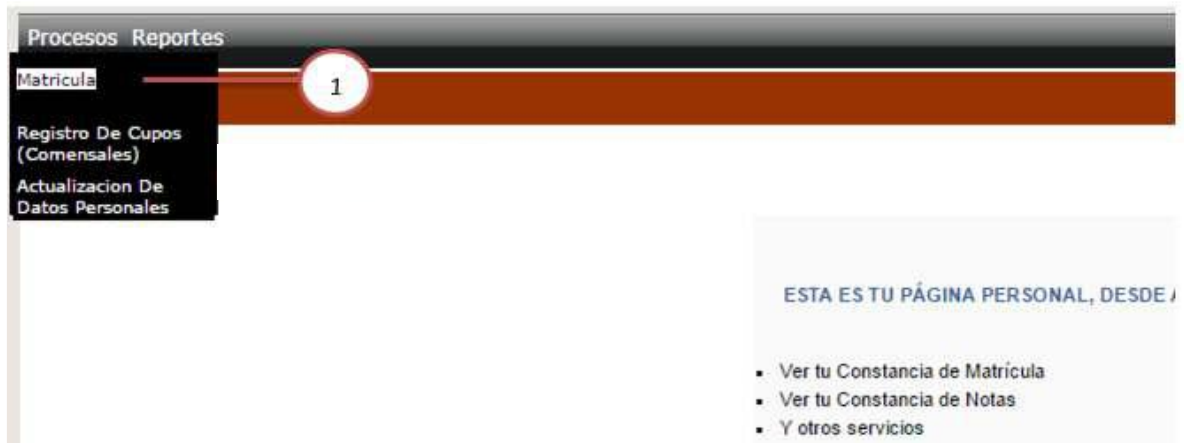 Procesos Reportes
Matricula
1
Registro De Cupos
(Comensales)
Actualizacion De
Datos Personales
ESTA ES TU PÁGINA PERSONAL, DESDE
▪ Ver tu Constancia de Matrícula
▪ Ver tu Constancia de Notas
▪ Y otros servicios